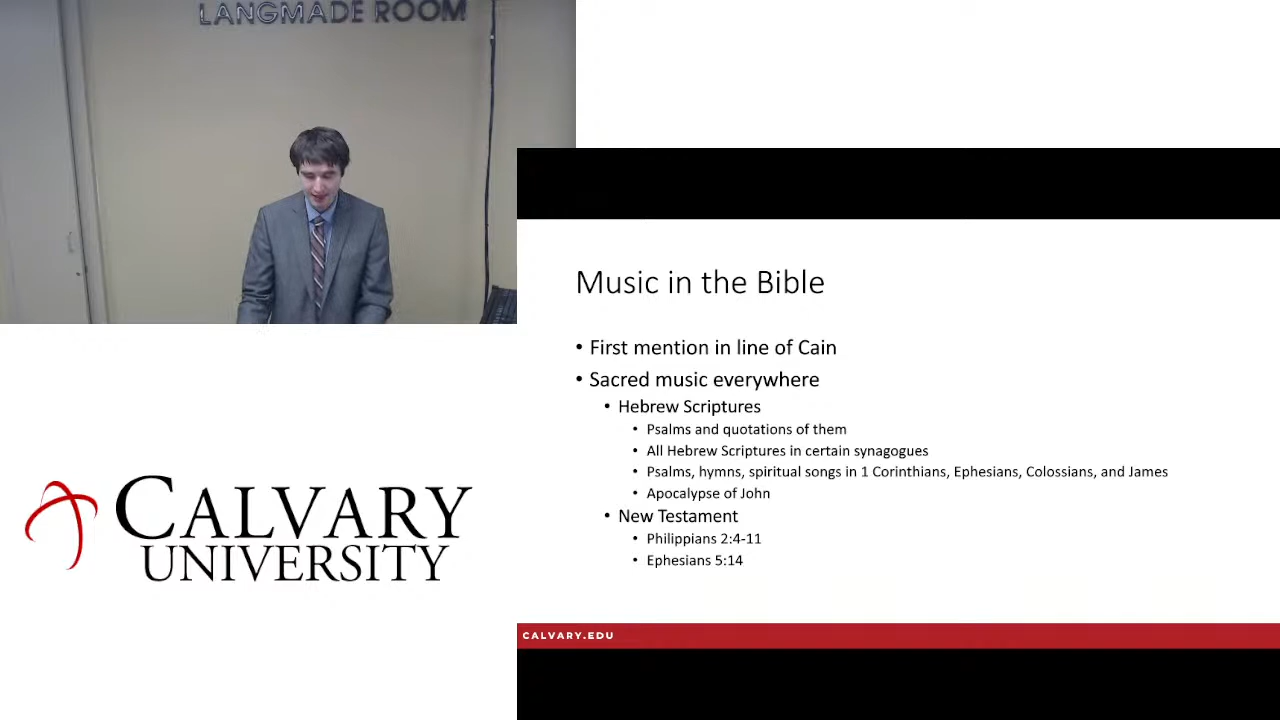 LANGMADE ROOM
Music in the Bible
• First mention in line of Cain
• Sacred music everywhere
• Hebrew Scriptures
• Psalms and quotations of them
• All Hebrew Scriptures in certain synagogues
• Psalms, hymns, spiritual songs in 1 Corinthians, Ephesians, Colossians, and James
• Apocalypse of John
• New Testament
• Philippians 2:4-11
• Ephesians 5:14
CALVARY
UNIVERSITY
CALVARY.EDU